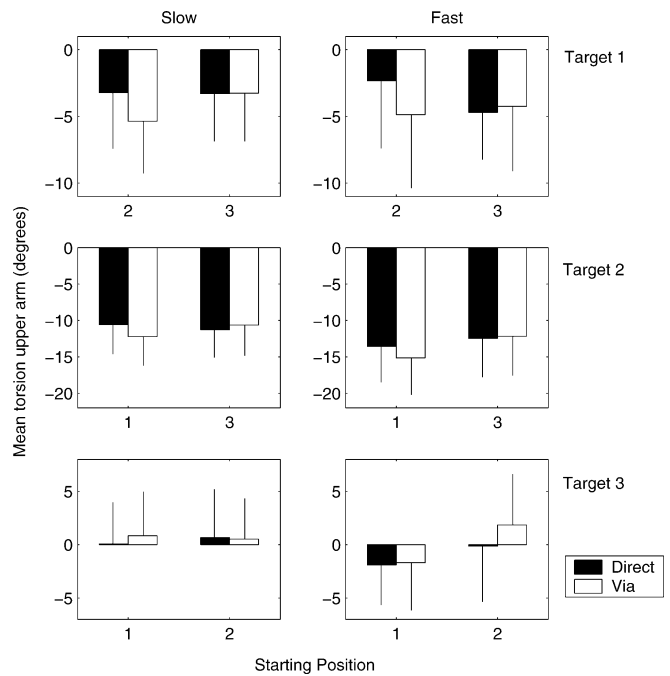 Slow Fast
Target 1
0 0
−5 −5
−10 −10
2 3 2 3
Mean torsion upper arm (degrees)
Target 2
0 0
−5 −5
−10 −10
−15 −15
−20 −20
1 3 1 3
Target 3
5 5
0 0
−5 −5
1 2 1 2
Direct
Via
Starting Position